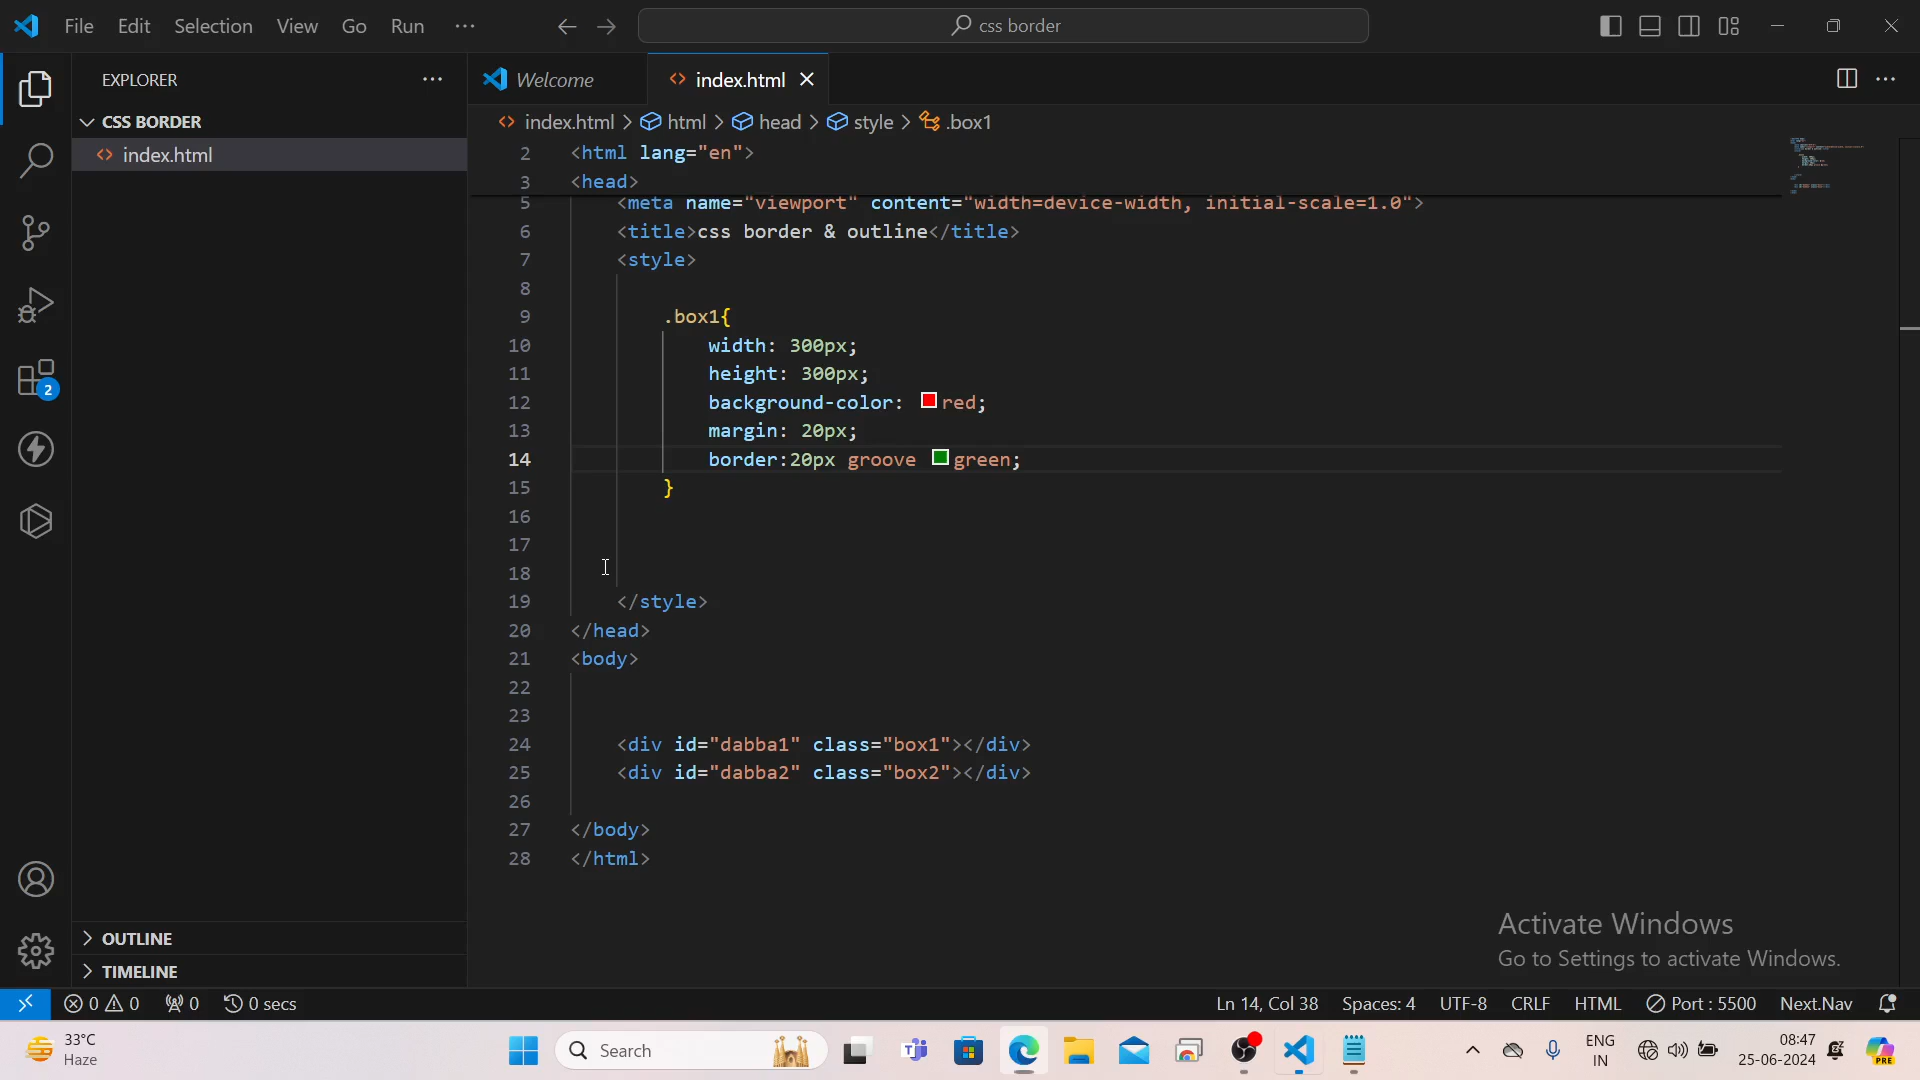 File Edit Selection View Go Run ··· css border
EXPLORER ···
Welcome index.html
CSS BORDER
index.html
index.html > html > head > style > .box1
2 <html lang="en">
3 <head>
5 <meta name="viewport" content="width=device-width, initial-scale=1.0">
6 <title>css border & outline</title>
7 <style>
8
9 .box1{
10 width: 300px;
11 height: 300px;
12 background-color: red;
13 margin: 20px;
14 border:20px groove green;
15 }
16
17
18
19 </style>
20 </head>
21 <body>
22
23
24 <div id="dabba1" class="box1"></div>
25 <div id="dabba2" class="box2"></div>
26
27 </body>
28 </html>
2
OUTLINE
TIMELINE
Activate Windows
Go to Settings to activate Windows.
0 0 0 0 secs Ln 14, Col 38 Spaces: 4 UTF-8 CRLF HTML Port : 5500 Next.Nav
33°C
Haze
Search
ENG
IN
08:47
25-06-2024
PRE